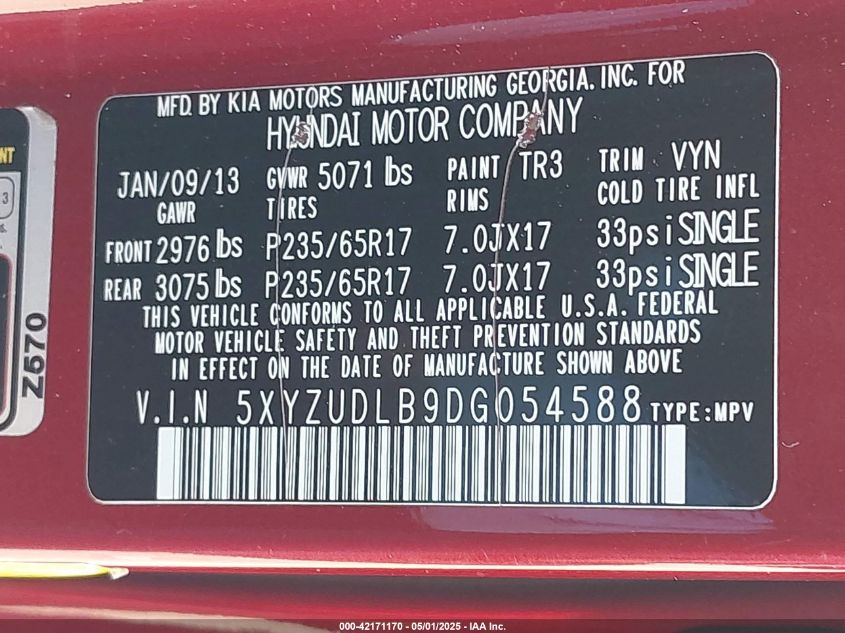 MFD. BY KIA MOTORS MANUFACTURING GEORGIA. INC. FOR
HYUNDAI MOTOR COMPANY
JAN/09/13 GVWR 5071 lbs PAINT TR3 TRIM VYN
GAWR TIRES RIMS COLD TIRE INFL
FRONT 2976 lbs P235/65R17 7.0JX17 33psi SINGLE
REAR 3075 lbs P235/65R17 7.0JX17 33psi SINGLE
THIS VEHICLE CONFORMS TO ALL APPLICABLE U.S.A. FEDERAL
MOTOR VEHICLE SAFETY AND THEFT PREVENTION STANDARDS
IN EFFECT ON THE DATE OF MANUFACTURE SHOWN ABOVE
V.I.N 5XYZUDLB9DG054588 TYPE:MPV
Z670
NT
3
000-42171170 - 05/01/2025 - IAA Inc.